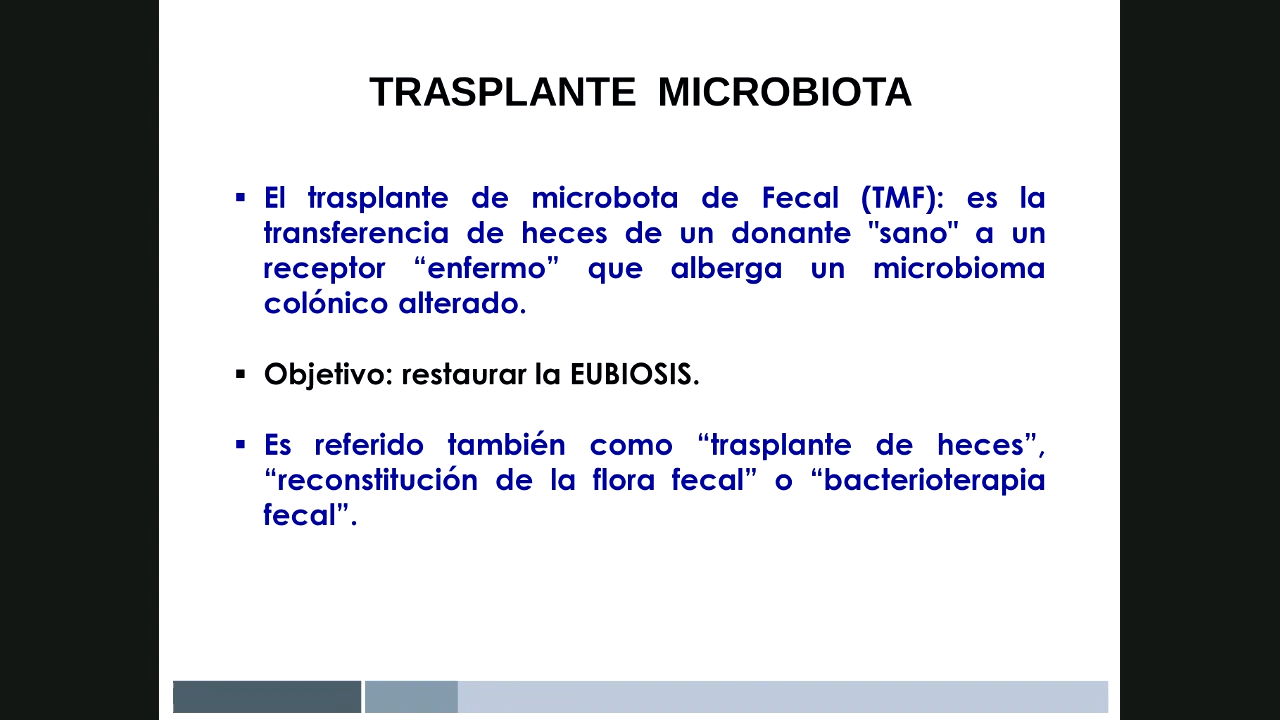 TRASPLANTE MICROBIOTA
▪ El trasplante de microbota de Fecal (TMF): es la
transferencia de heces de un donante "sano" a un
receptor “enfermo” que alberga un microbioma
colónico alterado.
▪ Objetivo: restaurar la EUBIOSIS.
▪ Es referido también como “trasplante de heces”,
“reconstitución de la flora fecal” o “bacterioterapia
fecal”.